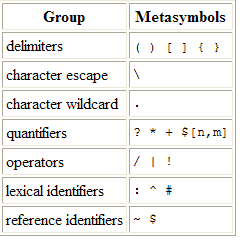 Group Metasymbols
delimiters ( ) [ ] { }
character escape \
character wildcard .
quantifiers ? * + $[n,m]
operators / | !
lexical identifiers : ^ #
reference identifiers ~ $